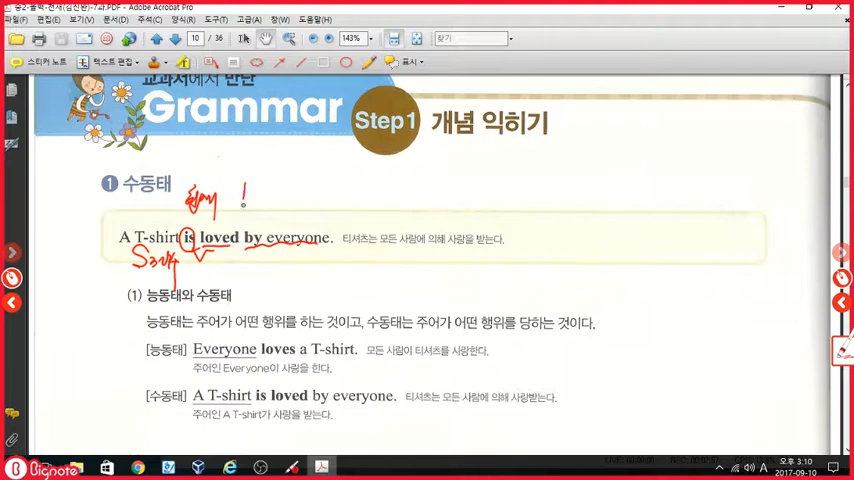 중2-블랙-천재(김진완)-7과.PDF - Adobe Acrobat Pro
파일(F) 편집(E) 보기(V) 문서(D) 주석(C) 양식(R) 도구(T) 고급(A) 창(W) 도움말(H)
10 / 36 143% 찾기
스티커 노트 텍스트 편집 표시
교과서에서 만난
Grammar Step1 개념 익히기
1 수동태
현재
A T-shirt is loved by everyone. 티셔츠는 모든 사람에 의해 사랑을 받는다.
(1) 능동태와 수동태
능동태는 주어가 어떤 행위를 하는 것이고, 수동태는 주어가 어떤 행위를 당하는 것이다.
[능동태] Everyone loves a T-shirt. 모든 사람이 티셔츠를 사랑한다.
주어인 Everyone이 사랑을 한다.
[수동태] A T-shirt is loved by everyone. 티셔츠는 모든 사람에 의해 사랑받는다.
주어인 A T-shirt가 사랑을 받는다.
Bignote
A 오후 3:10
2017-09-10